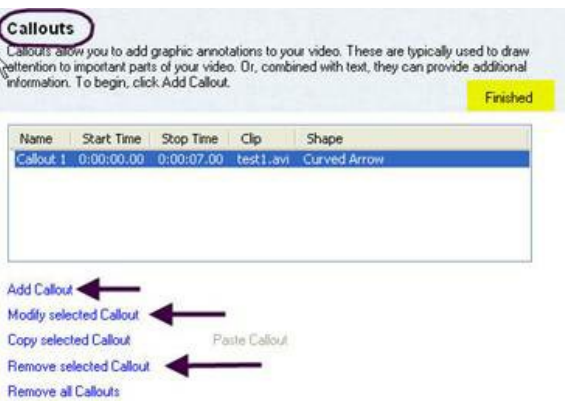 Callouts
Callouts allow you to add graphic annotations to your video. These are typically used to draw
attention to important parts of your video. Or, combined with text, they can provide additional
information. To begin, click Add Callout.
Finished
Name Start Time Stop Time Clip Shape
Callout 1 0:00:00.00 0:00:07.00 test1.avi Curved Arrow
Add Callout
Modify selected Callout
Copy selected Callout Paste Callout
Remove selected Callout
Remove all Callouts